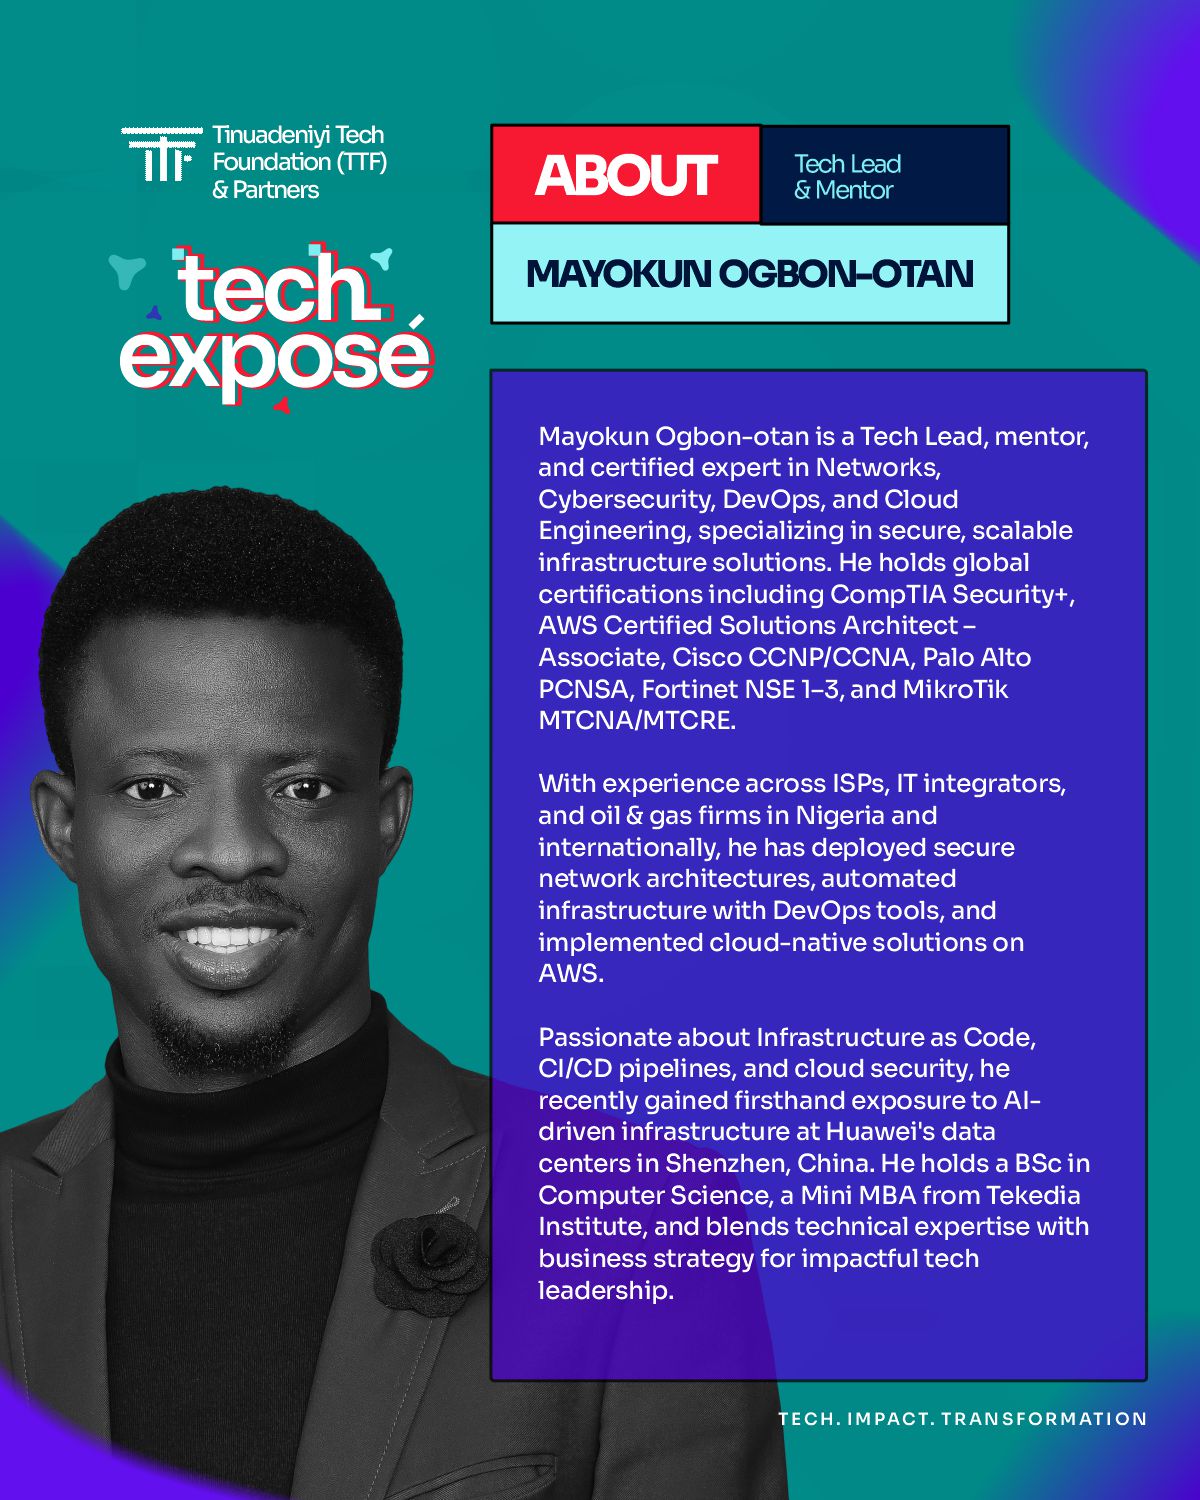 Tinuadeniyi Tech
Foundation (TTF)
& Partners
tech
exposé
ABOUT
Tech Lead
& Mentor
MAYOKUN OGBON-OTAN
Mayokun Ogbon-otan is a Tech Lead, mentor,
and certified expert in Networks,
Cybersecurity, DevOps, and Cloud
Engineering, specializing in secure, scalable
infrastructure solutions. He holds global
certifications including CompTIA Security+,
AWS Certified Solutions Architect –
Associate, Cisco CCNP/CCNA, Palo Alto
PCNSA, Fortinet NSE 1–3, and MikroTik
MTCNA/MTCRE.
With experience across ISPs, IT integrators,
and oil & gas firms in Nigeria and
internationally, he has deployed secure
network architectures, automated
infrastructure with DevOps tools, and
implemented cloud-native solutions on
AWS.
Passionate about Infrastructure as Code,
CI/CD pipelines, and cloud security, he
recently gained firsthand exposure to AI-
driven infrastructure at Huawei's data
centers in Shenzhen, China. He holds a BSc in
Computer Science, a Mini MBA from Tekedia
Institute, and blends technical expertise with
business strategy for impactful tech
leadership.
TECH. IMPACT. TRANSFORMATION